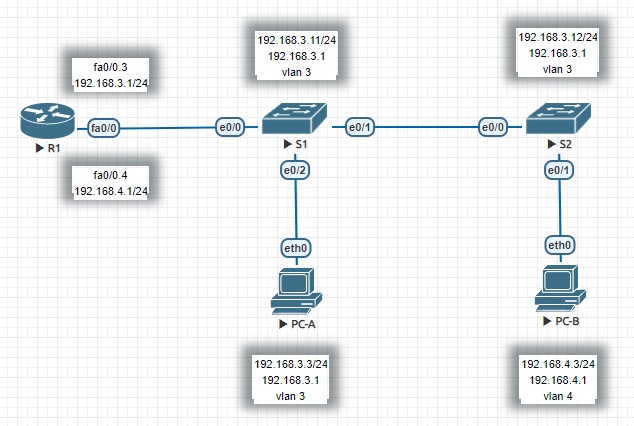 192.168.3.11/24
192.168.3.1
vlan 3
192.168.3.12/24
192.168.3.1
vlan 3
fa0/0.3
192.168.3.1/24
R1
fa0/0
e0/0
S1
e0/1
e0/0
S2
fa0/0.4
192.168.4.1/24
e0/2
e0/1
eth0
eth0
PC-A
PC-B
192.168.3.3/24
192.168.3.1
vlan 3
192.168.4.3/24
192.168.4.1
vlan 4